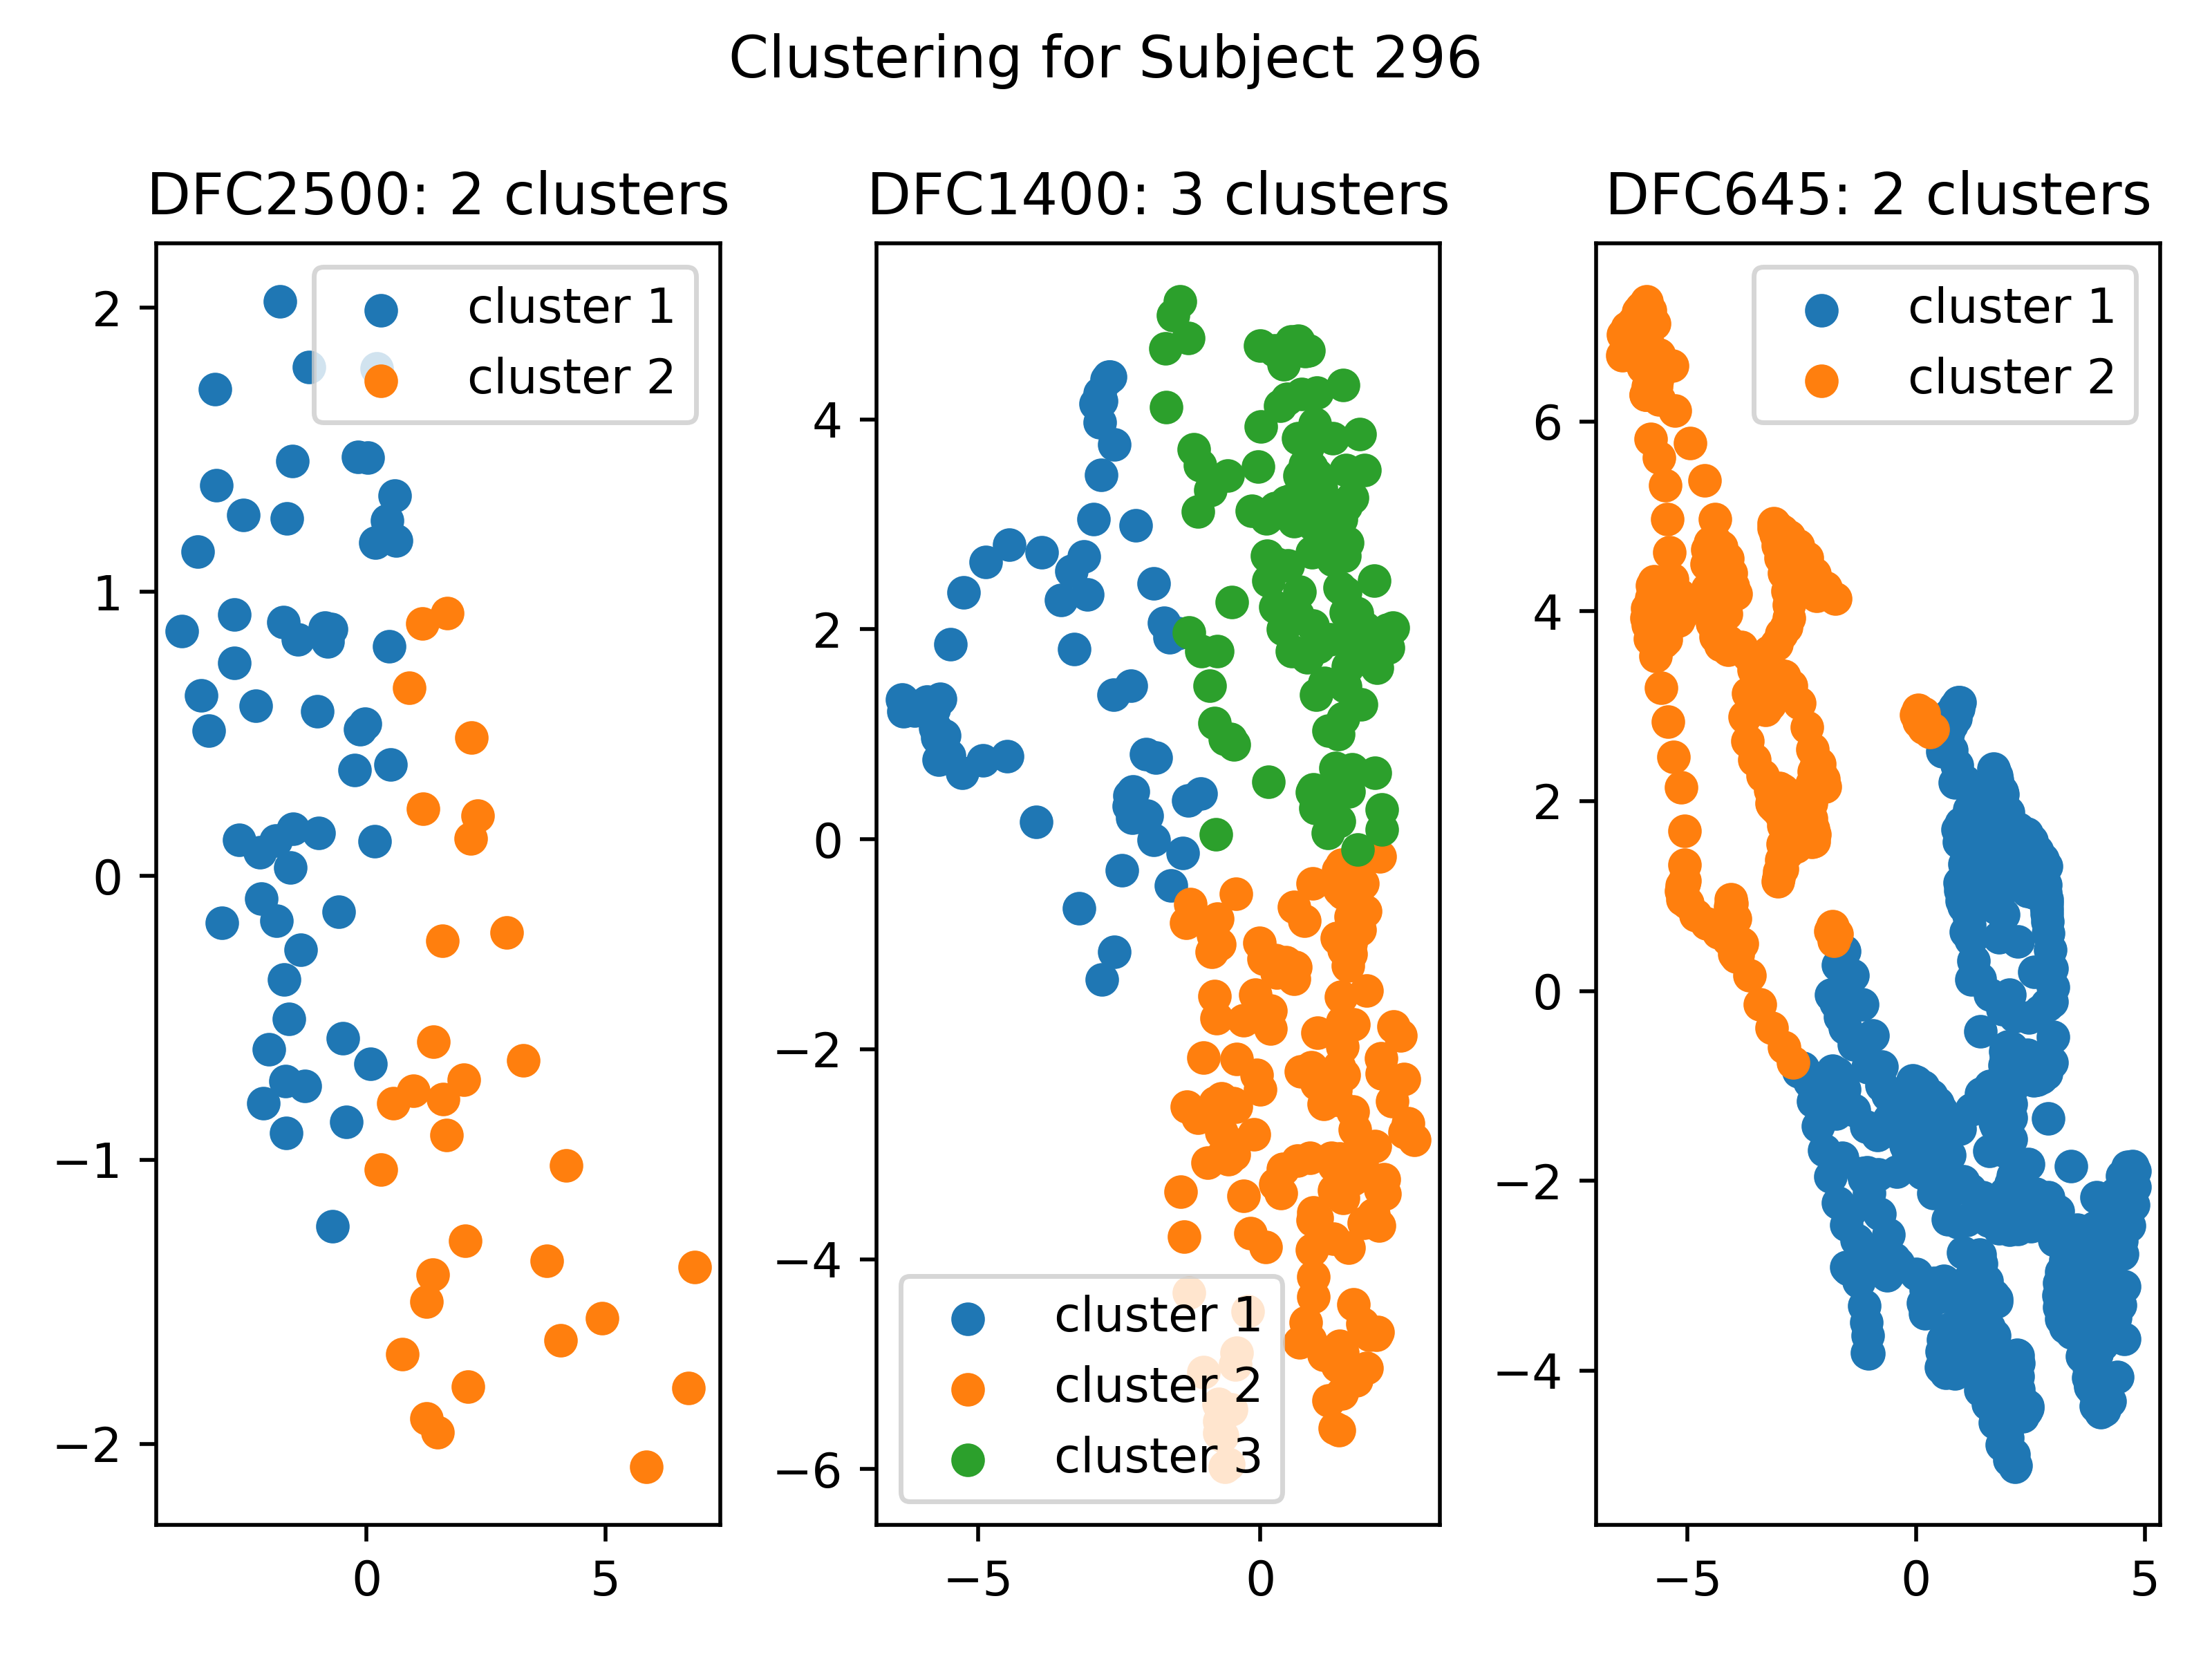 Clustering for Subject 296
DFC2500: 2 clusters
cluster 1
cluster 2
2
1
0
−1
−2
0
5
DFC1400: 3 clusters
4
2
0
−2
−4
−6
cluster 1
cluster 2
cluster 3
−5
0
DFC645: 2 clusters
cluster 1
cluster 2
6
4
2
0
−2
−4
−5
0
5